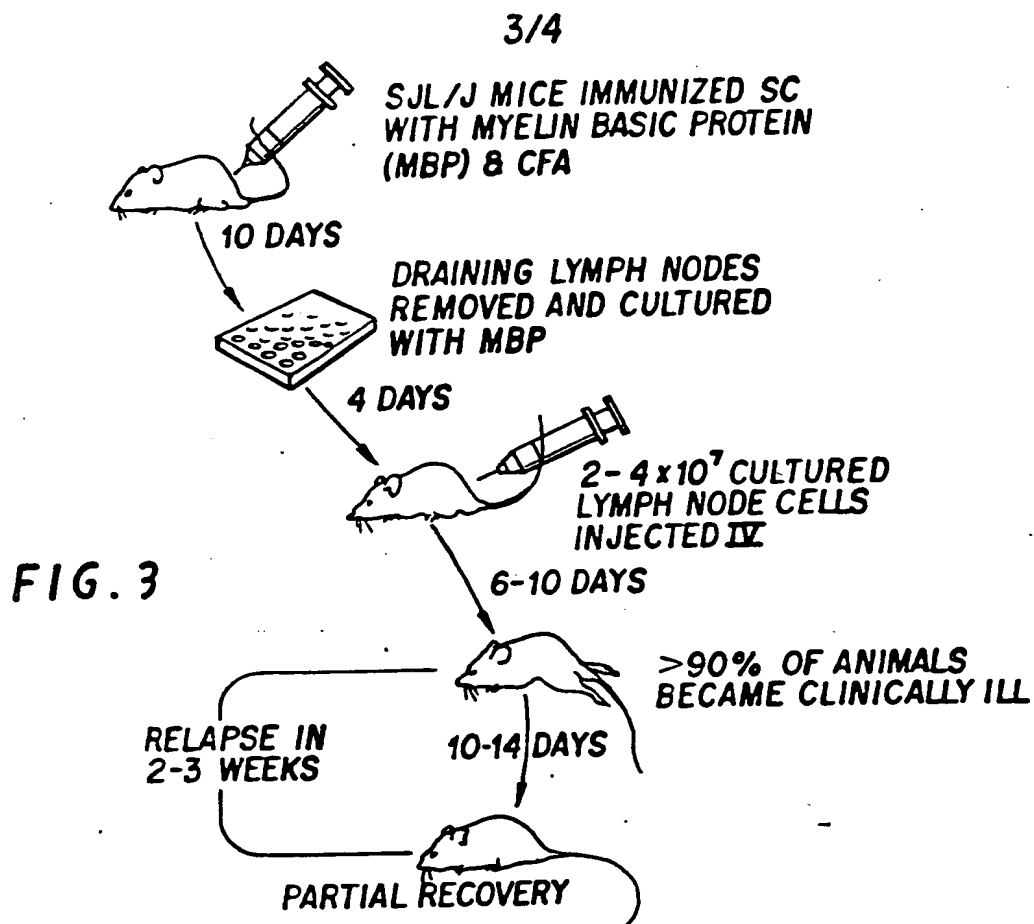 3/4
SJL/J MICE IMMUNIZED SC
WITH MYELIN BASIC PROTEIN
(MBP) & CFA
10 DAYS
DRAINING LYMPH NODES
REMOVED AND CULTURED
WITH MBP
4 DAYS
2-4 x 10⁷ CULTURED
LYMPH NODE CELLS
INJECTED IV
FIG. 3
6-10 DAYS
>90% OF ANIMALS
BECAME CLINICALLY ILL
RELAPSE IN
2-3 WEEKS
10-14 DAYS
PARTIAL RECOVERY